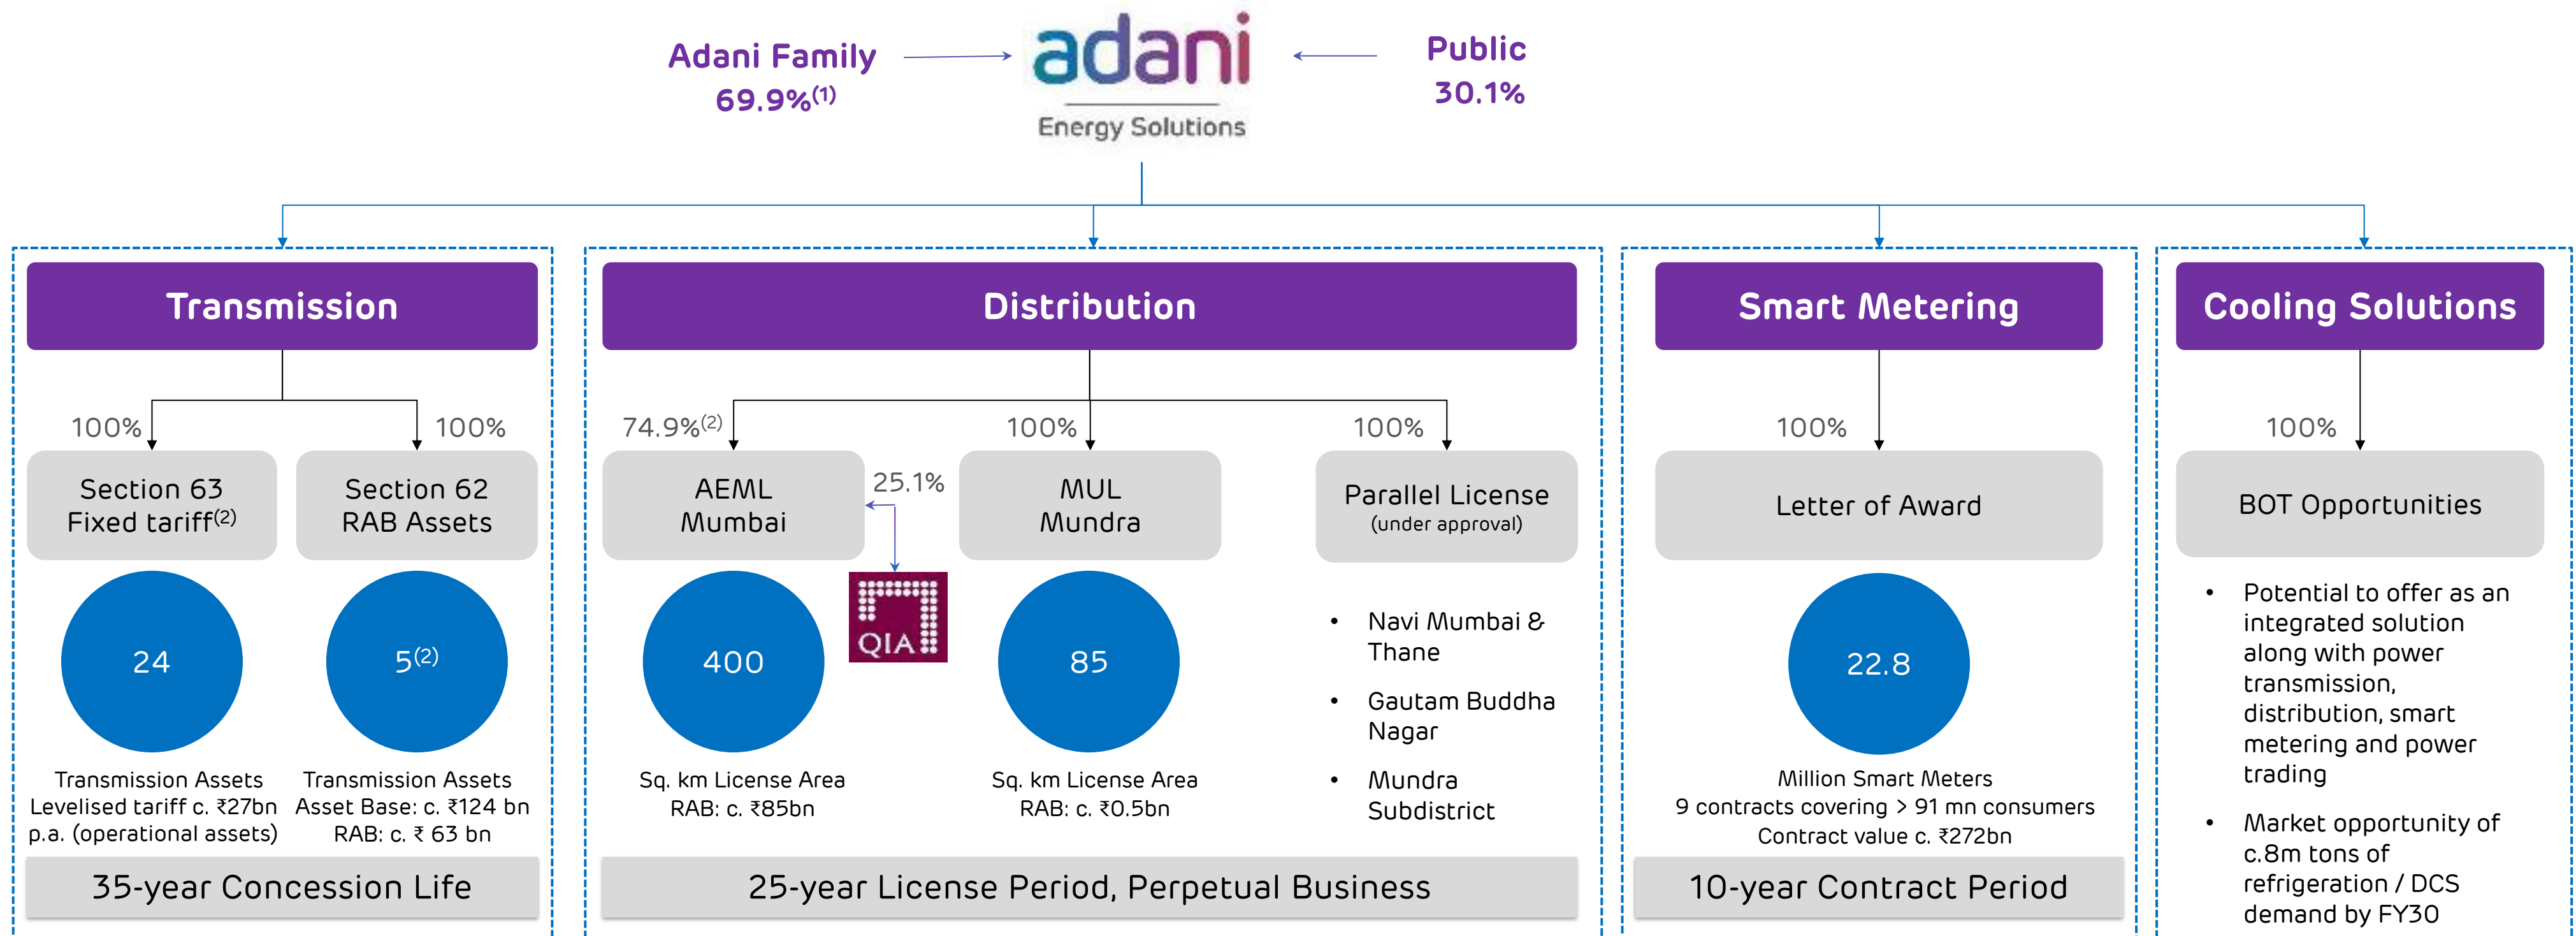 Adani Family
69.9%(1)
adani
Energy Solutions
Public
30.1%
Transmission
100%
100%
Section 63
Fixed tariff(2)
Section 62
RAB Assets
24
5(2)
Transmission Assets
Levelised tariff c. ₹27bn
p.a. (operational assets)
Transmission Assets
Asset Base: c. ₹124 bn
RAB: c. ₹ 63 bn
35-year Concession Life
Distribution
74.9%(2)
100%
100%
AEML
Mumbai
25.1%
QIA
MUL
Mundra
Parallel License
(under approval)
400
85
Sq. km License Area
RAB: c. ₹85bn
Sq. km License Area
RAB: c. ₹0.5bn
• Navi Mumbai &
Thane
• Gautam Buddha
Nagar
• Mundra
Subdistrict
25-year License Period, Perpetual Business
Smart Metering
100%
Letter of Award
22.8
Million Smart Meters
9 contracts covering > 91 mn consumers
Contract value c. ₹272bn
10-year Contract Period
Cooling Solutions
100%
BOT Opportunities
• Potential to offer as an
integrated solution
along with power
transmission,
distribution, smart
metering and power
trading
• Market opportunity of
c.8m tons of
refrigeration / DCS
demand by FY30